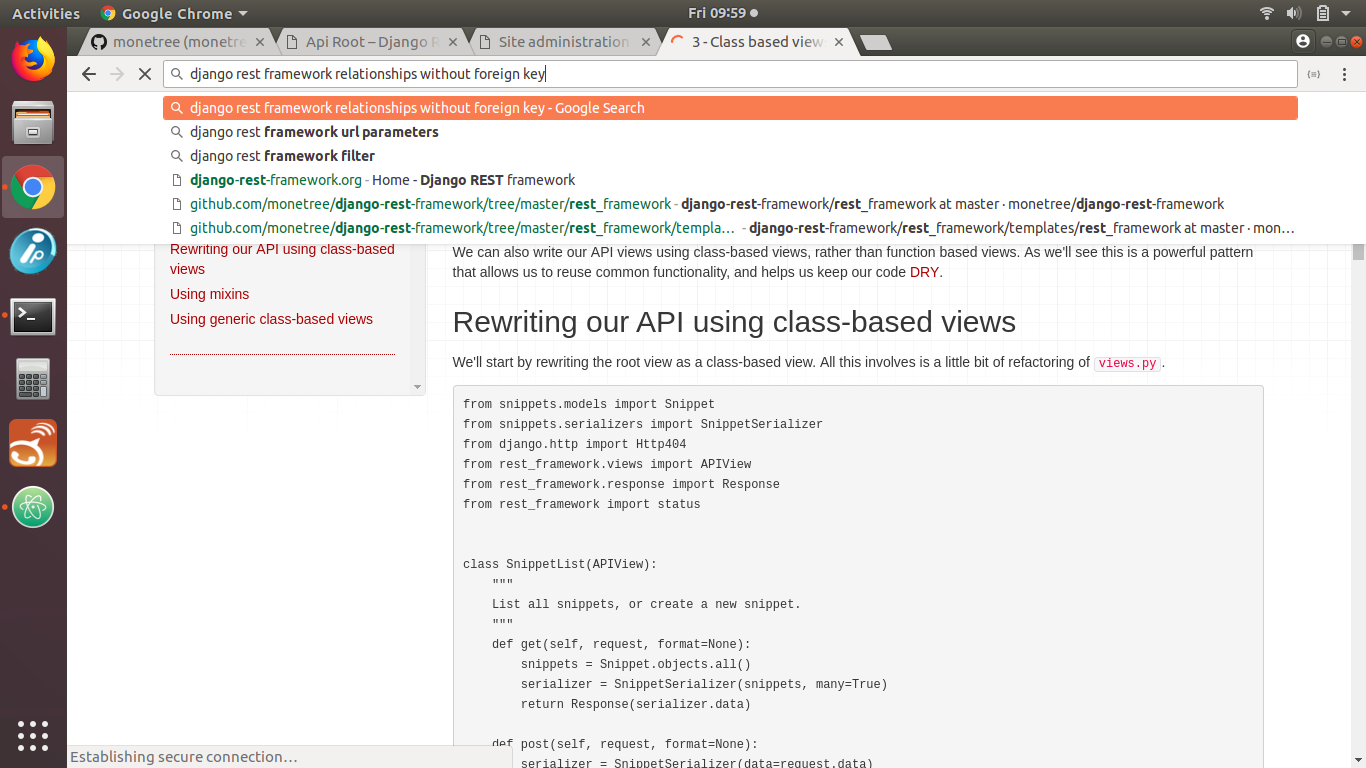 Activities
Google Chrome
Fri 09:59
monetree (monetre
Api Root – Django R
Site administration
3 - Class based view
django rest framework relationships without foreign key
django rest framework relationships without foreign key - Google Search
django rest framework url parameters
django rest framework filter
django-rest-framework.org - Home - Django REST framework
github.com/monetree/django-rest-framework/tree/master/rest_framework - django-rest-framework/rest_framework at master · monetree/django-rest-framework
github.com/monetree/django-rest-framework/tree/master/rest_framework/templa… - django-rest-framework/rest_framework/templates/rest_framework at master · mon…
Rewriting our API using class-based
views
Using mixins
Using generic class-based views
We can also write our API views using class-based views, rather than function based views. As we'll see this is a powerful pattern
that allows us to reuse common functionality, and helps us keep our code DRY.
Rewriting our API using class-based views
We'll start by rewriting the root view as a class-based view. All this involves is a little bit of refactoring of views.py.
from snippets.models import Snippet
from snippets.serializers import SnippetSerializer
from django.http import Http404
from rest_framework.views import APIView
from rest_framework.response import Response
from rest_framework import status
class SnippetList(APIView):
"""
List all snippets, or create a new snippet.
"""
def get(self, request, format=None):
snippets = Snippet.objects.all()
serializer = SnippetSerializer(snippets, many=True)
return Response(serializer.data)
def post(self, request, format=None):
serializer = SnippetSerializer(data=request.data)
Establishing secure connection…